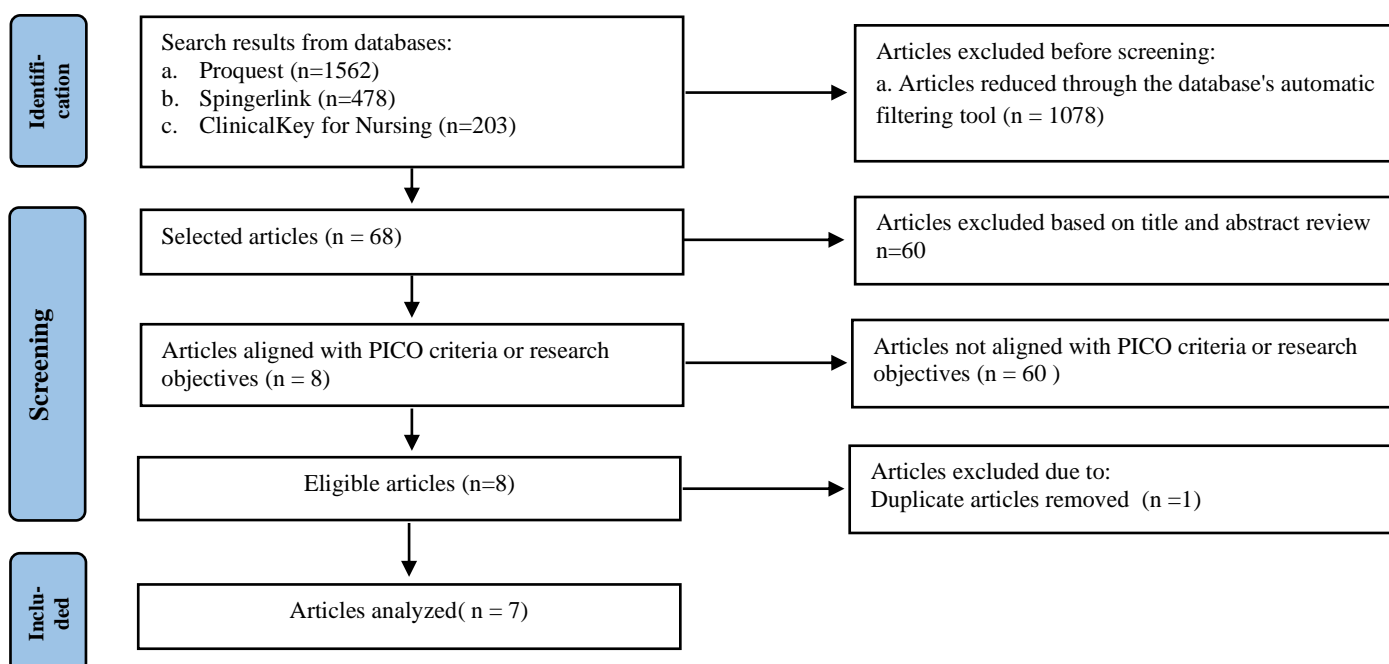 Identifi-
cation
Search results from databases:
a. Proquest (n=1562)
b. Spingerlink (n=478)
c. ClinicalKey for Nursing (n=203)
Articles excluded before screening:
a. Articles reduced through the database's automatic
filtering tool (n = 1078)
Screening
Selected articles (n = 68)
Articles excluded based on title and abstract review
n=60
Articles aligned with PICO criteria or research
objectives (n = 8)
Articles not aligned with PICO criteria or research
objectives (n = 60 )
Eligible articles (n=8)
Articles excluded due to:
Duplicate articles removed (n =1)
Inclu-
ded
Articles analyzed( n = 7)